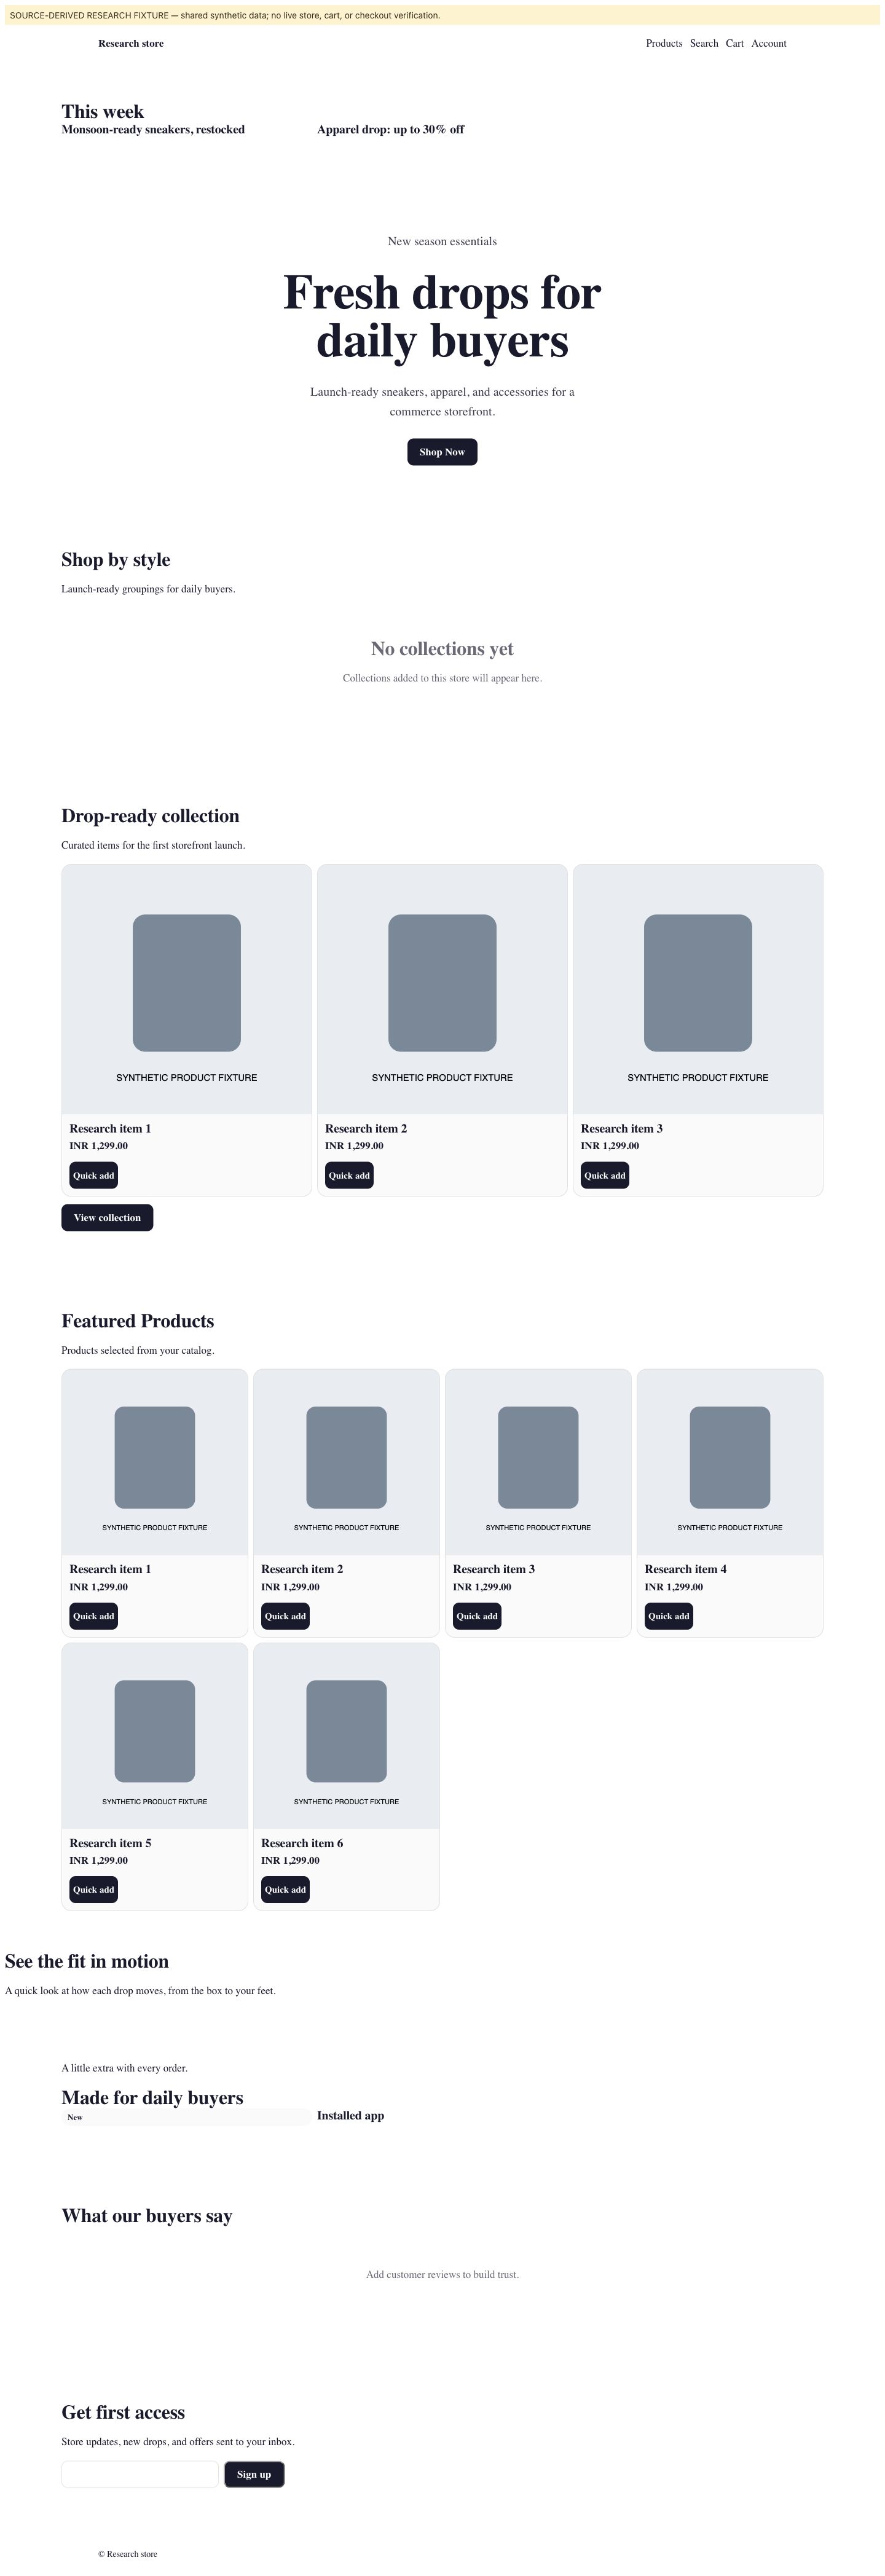 SOURCE-DERIVED RESEARCH FIXTURE — shared synthetic data; no live store, cart, or checkout verification.
Research store
Products Search Cart Account
This week
Monsoon-ready sneakers, restocked
Apparel drop: up to 30% off
New season essentials
Fresh drops for
daily buyers
Launch-ready sneakers, apparel, and accessories for a
commerce storefront.
Shop Now
Shop by style
Launch-ready groupings for daily buyers.
No collections yet
Collections added to this store will appear here.
Drop-ready collection
Curated items for the first storefront launch.
SYNTHETIC PRODUCT FIXTURE
Research item 1
INR 1,299.00
Quick add
SYNTHETIC PRODUCT FIXTURE
Research item 2
INR 1,299.00
Quick add
SYNTHETIC PRODUCT FIXTURE
Research item 3
INR 1,299.00
Quick add
View collection
Featured Products
Products selected from your catalog.
SYNTHETIC PRODUCT FIXTURE
Research item 1
INR 1,299.00
Quick add
SYNTHETIC PRODUCT FIXTURE
Research item 2
INR 1,299.00
Quick add
SYNTHETIC PRODUCT FIXTURE
Research item 3
INR 1,299.00
Quick add
SYNTHETIC PRODUCT FIXTURE
Research item 4
INR 1,299.00
Quick add
SYNTHETIC PRODUCT FIXTURE
Research item 5
INR 1,299.00
Quick add
SYNTHETIC PRODUCT FIXTURE
Research item 6
INR 1,299.00
Quick add
See the fit in motion
A quick look at how each drop moves, from the box to your feet.
A little extra with every order.
Made for daily buyers
New
Installed app
What our buyers say
Add customer reviews to build trust.
Get first access
Store updates, new drops, and offers sent to your inbox.
Sign up
© Research store